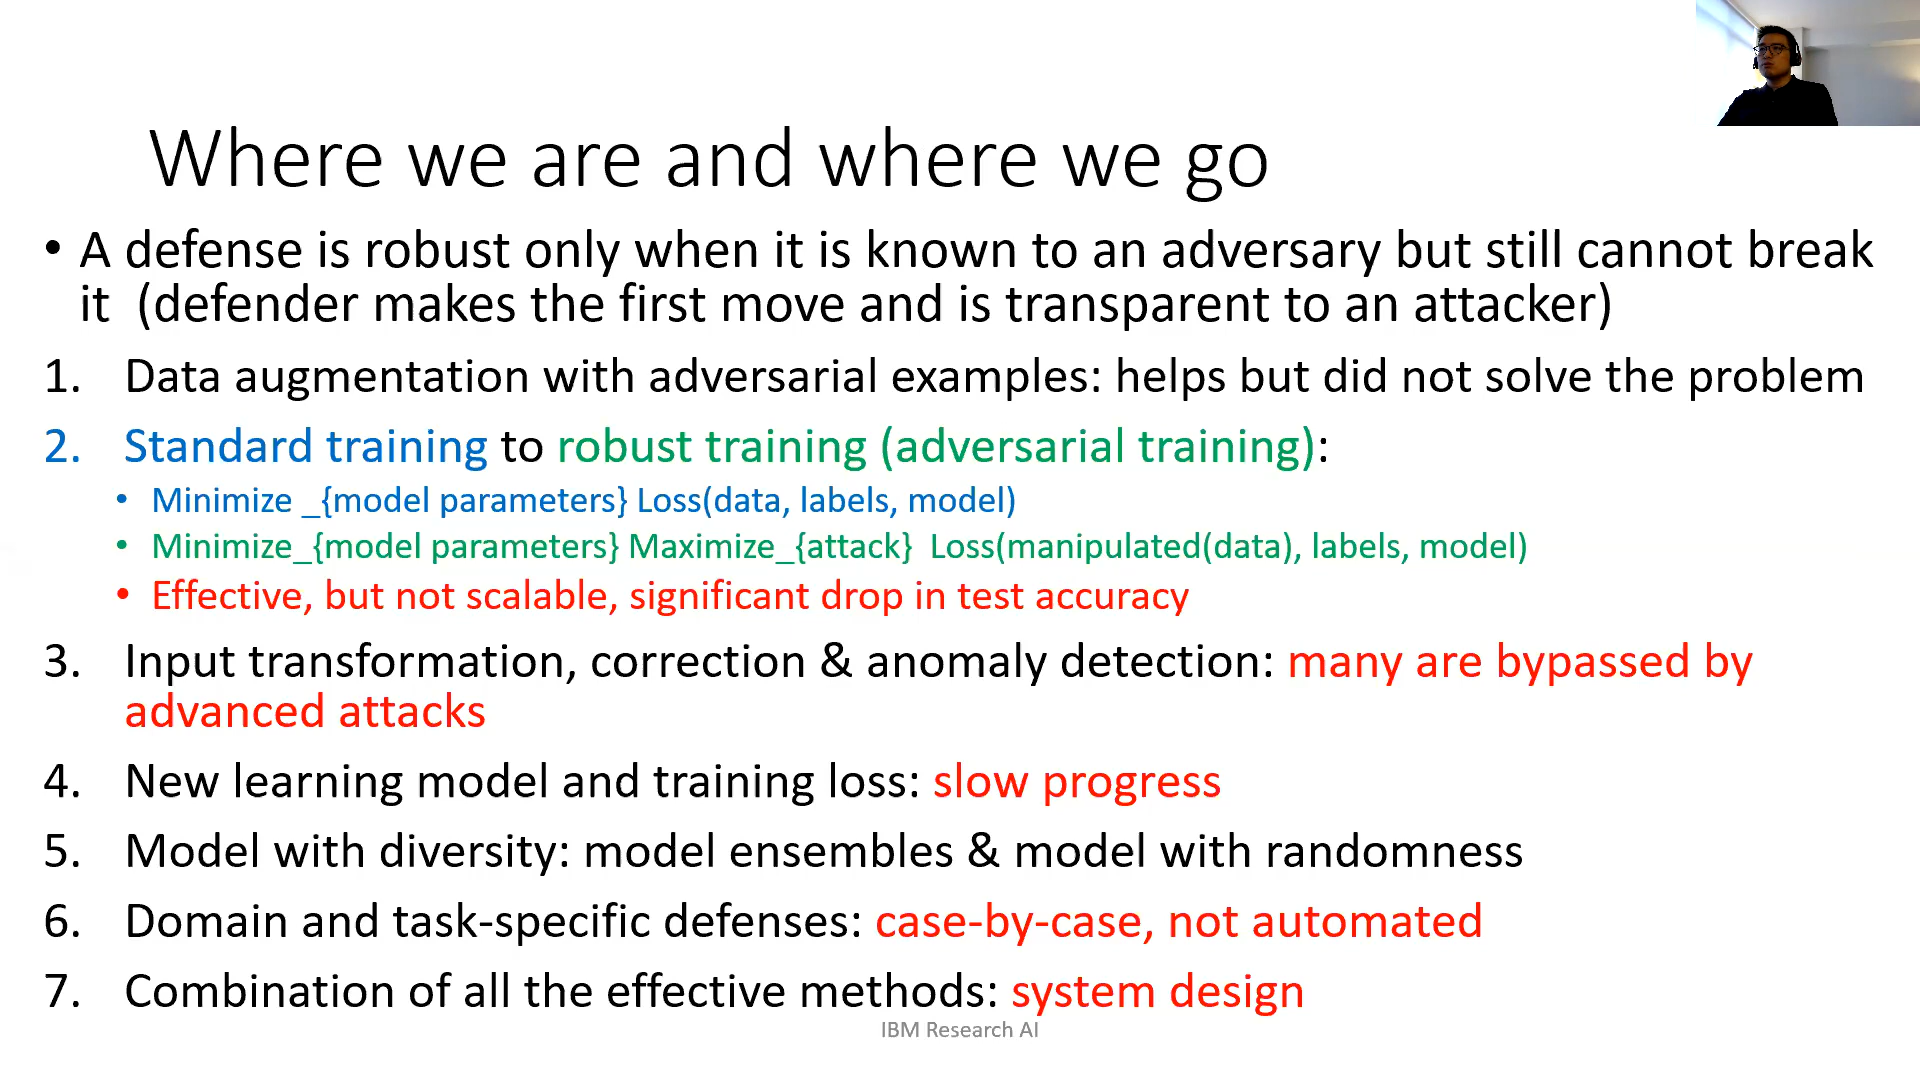 Where we are and where we go
• A defense is robust only when it is known to an adversary but still cannot break
it (defender makes the first move and is transparent to an attacker)
1. Data augmentation with adversarial examples: helps but did not solve the problem
2. Standard training to robust training (adversarial training):
• Minimize _{model parameters} Loss(data, labels, model)
• Minimize_{model parameters} Maximize_{attack} Loss(manipulated(data), labels, model)
• Effective, but not scalable, significant drop in test accuracy
3. Input transformation, correction & anomaly detection: many are bypassed by
advanced attacks
4. New learning model and training loss: slow progress
5. Model with diversity: model ensembles & model with randomness
6. Domain and task-specific defenses: case-by-case, not automated
7. Combination of all the effective methods: system design
IBM Research AI